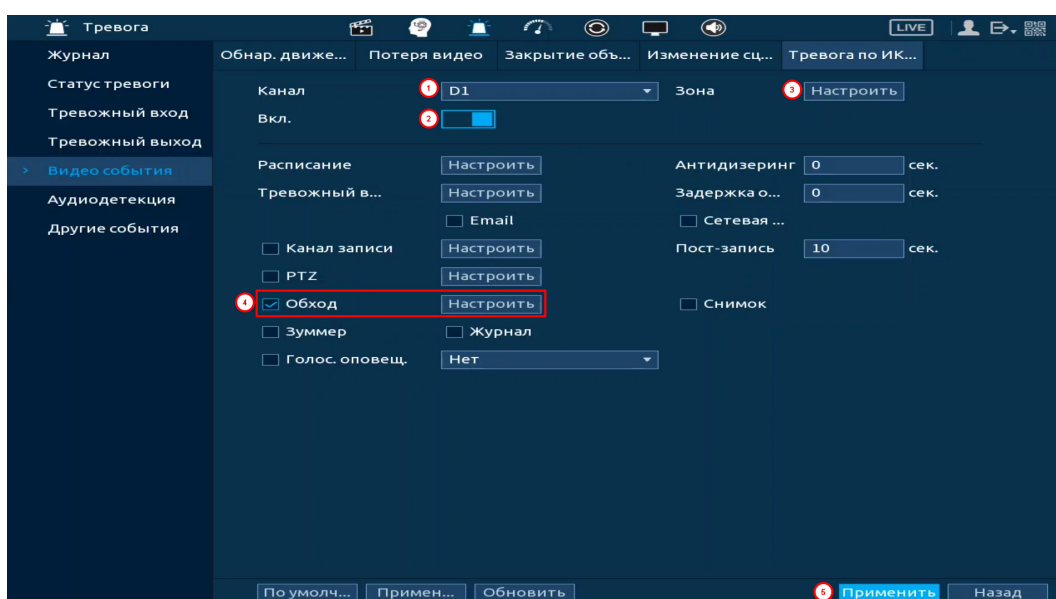 Тревога LIVE
Журнал
Статус тревоги
Тревожный вход
Тревожный выход
Видео события
Аудиодетекция
Другие события
Обнар. движе... Потеря видео Закрытие объ... Изменение сц... Тревога по ИК...
Канал 1 D1 Зона 3 Настроить
Вкл. 2
Расписание Настроить Антидизеринг 0 сек.
Тревожный в... Настроить Задержка о... 0 сек.
Email Сетевая ...
Канал записи Настроить Пост-запись 10 сек.
PTZ Настроить
4 Обход Настроить Снимок
Зуммер Журнал
Голос. оповещ. Нет
По умолч... Примен... Обновить 5 Применить Назад